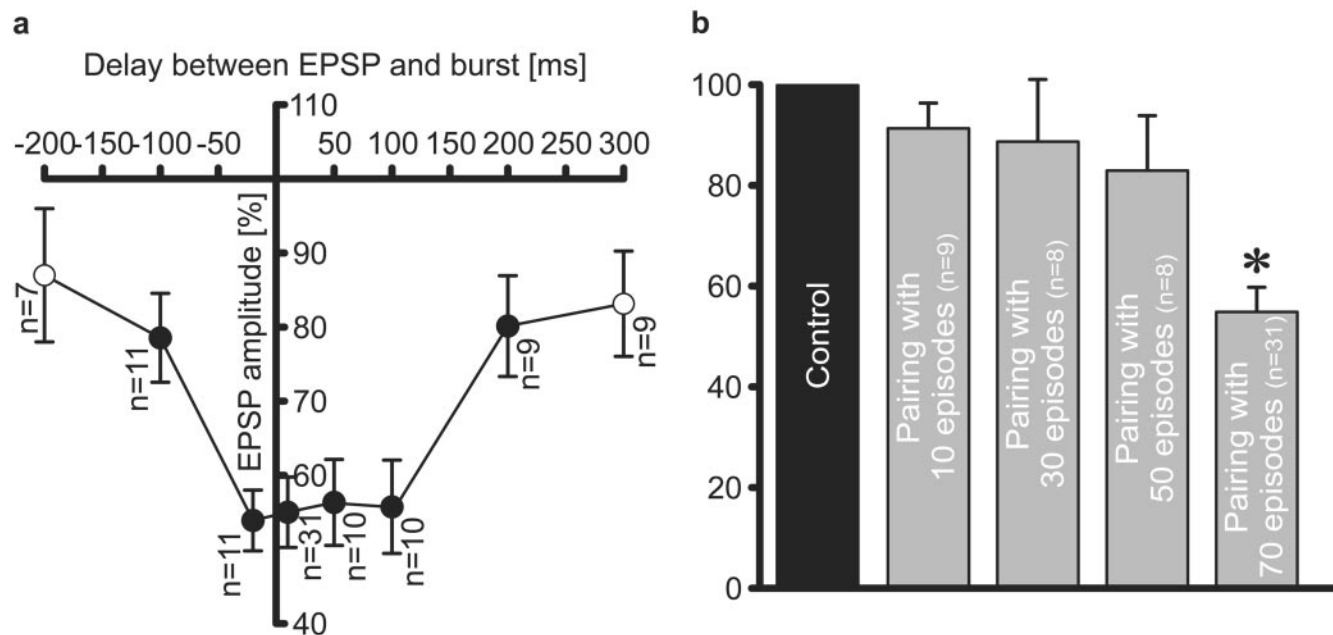 a
Delay between EPSP and burst [ms]
110
-200 -150 -100 -50 50 100 150 200 250 300
EPSP amplitude [%]
90
80
70
60
40
n=7
n=11
n=11
n=31
n=10
n=10
n=9
n=9
b
100
80
60
40
20
0
Control
Pairing with
10 episodes (n=9)
Pairing with
30 episodes (n=8)
Pairing with
50 episodes (n=8)
*
Pairing with
70 episodes (n=31)